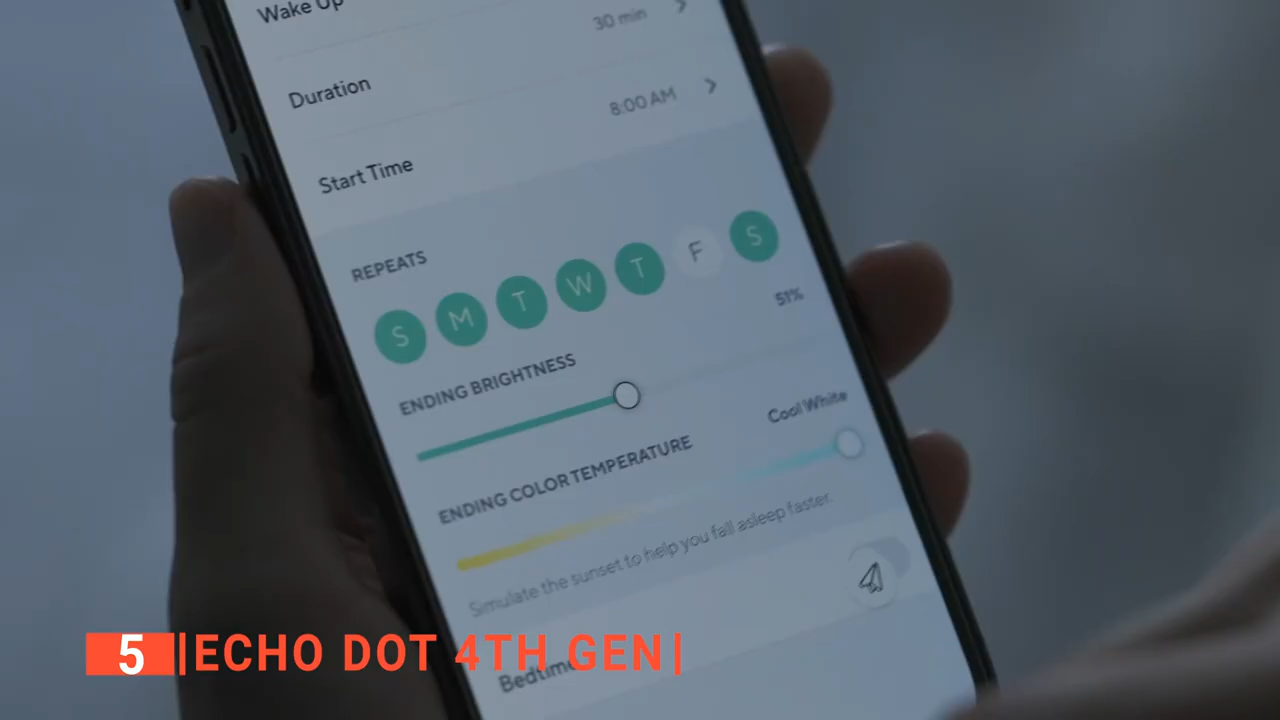 Wake Up
30 min
Duration
8:00 AM
Start Time
REPEATS
S M T W T F S
51%
ENDING BRIGHTNESS
Cool White
ENDING COLOR TEMPERATURE
Simulate the sunset to help you fall asleep faster.
Bedtime
5 |ECHO DOT 4TH GEN|